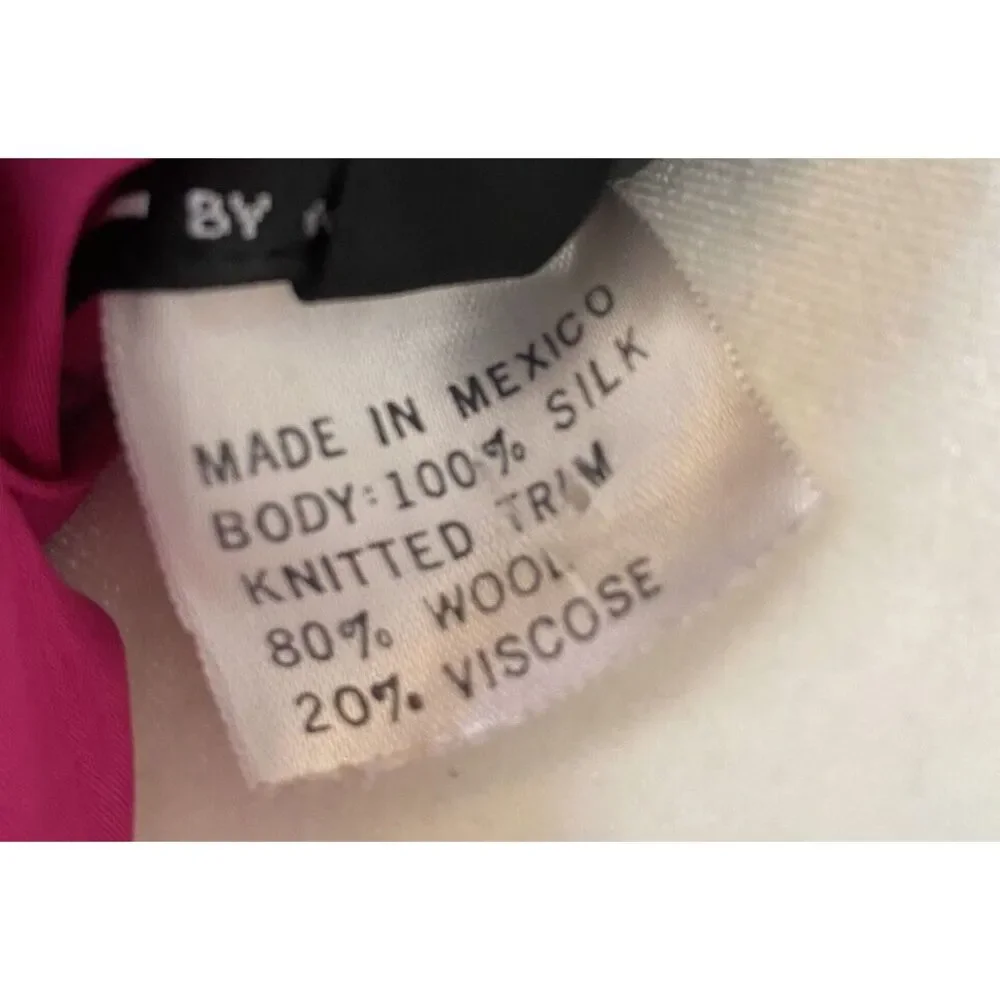 BY
MADE IN MEXICO
BODY:100% SILK
KNITTED TRIM
80% WOOL
20% VISCOSE